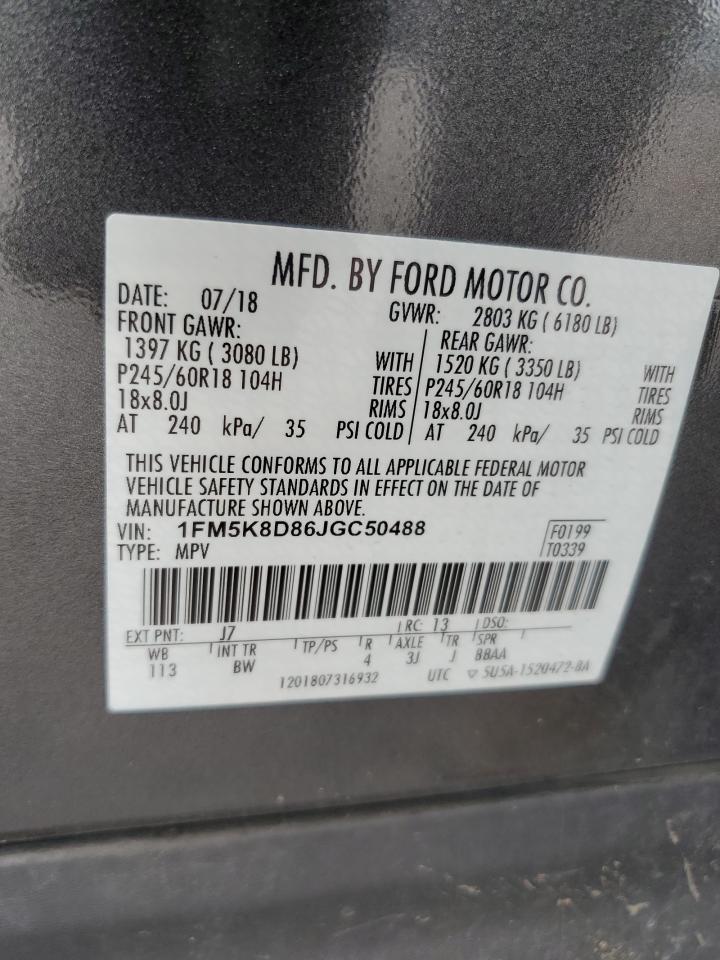 MFD. BY FORD MOTOR CO.
DATE: 07/18 GVWR: 2803 KG ( 6180 LB)
FRONT GAWR: REAR GAWR:
1397 KG ( 3080 LB) WITH 1520 KG ( 3350 LB) WITH
P245/60R18 104H TIRES P245/60R18 104H TIRES
18x8.0J RIMS 18x8.0J RIMS
AT 240 kPa/ 35 PSI COLD AT 240 kPa/ 35 PSI COLD
THIS VEHICLE CONFORMS TO ALL APPLICABLE FEDERAL MOTOR
VEHICLE SAFETY STANDARDS IN EFFECT ON THE DATE OF
MANUFACTURE SHOWN ABOVE.
VIN: 1FM5K8D86JGC50488 F0199
TYPE: MPV T0339
EXT PNT: J7 RC: 13 DSO:
WB INT TR TP/PS R AXLE TR SPR
113 BW 4 3J J 88AA
1201807316932 UTC ▽ 5U5A-1520472-8A